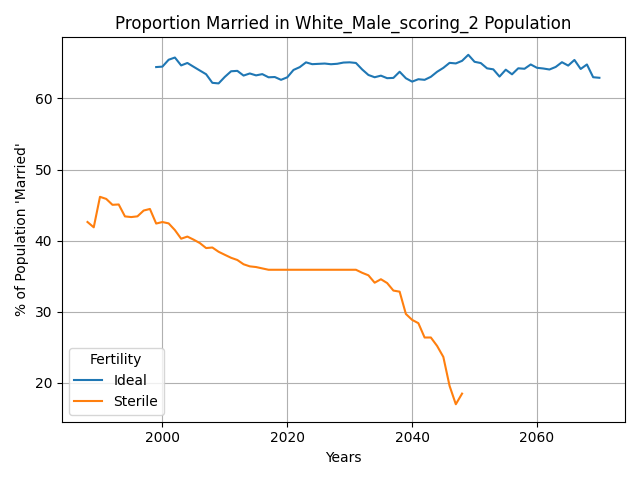 Proportion Married in White_Male_scoring_2 Population
% of Population 'Married'
60
50
40
30
20
Fertility
Ideal
Sterile
2000
2020
2040
2060
Years